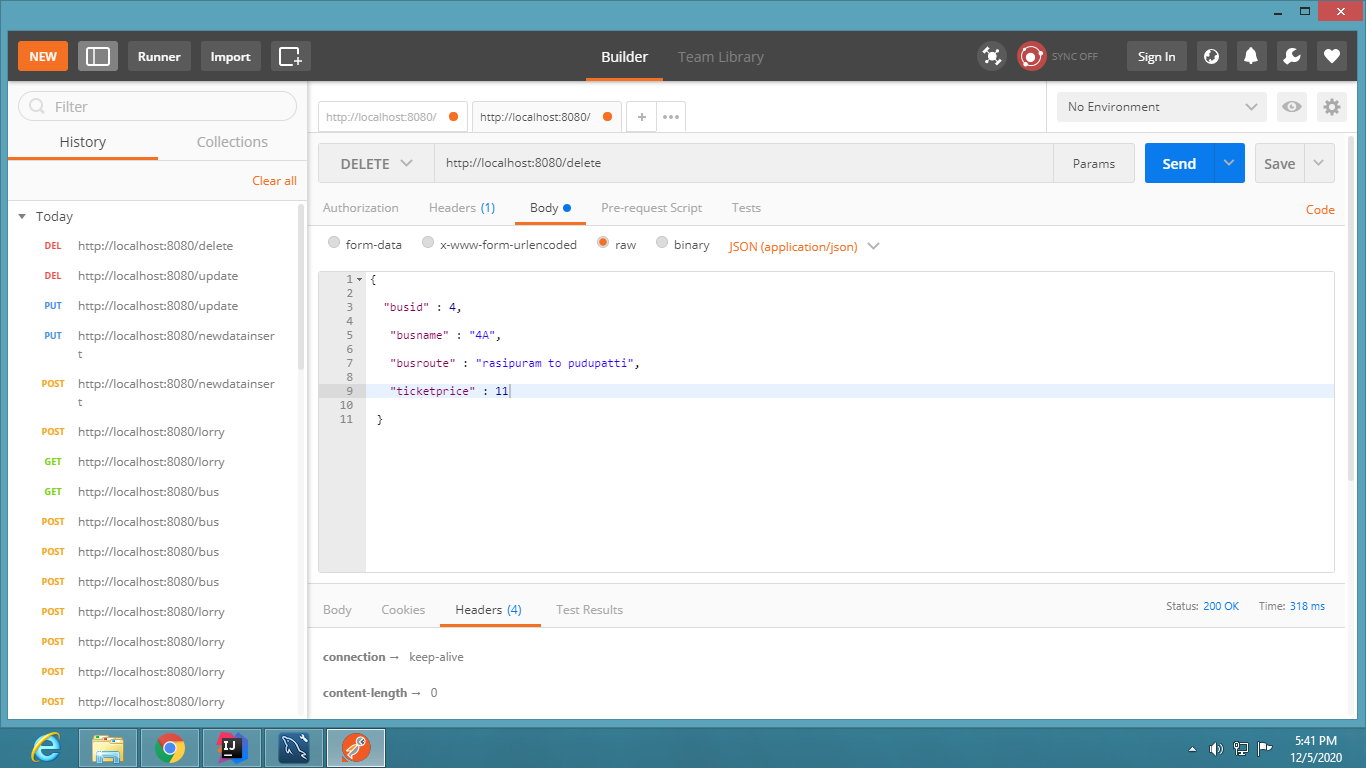 NEW
Runner
Import
Builder
Team Library
SYNC OFF
Sign In
Filter
History
Collections
Clear all
Today
DEL http://localhost:8080/delete
DEL http://localhost:8080/update
PUT http://localhost:8080/update
PUT http://localhost:8080/newdatainser
t
POST http://localhost:8080/newdatainser
t
POST http://localhost:8080/lorry
GET http://localhost:8080/lorry
GET http://localhost:8080/bus
POST http://localhost:8080/bus
POST http://localhost:8080/bus
POST http://localhost:8080/bus
POST http://localhost:8080/lorry
POST http://localhost:8080/lorry
POST http://localhost:8080/lorry
POST http://localhost:8080/lorry
http://localhost:8080/
http://localhost:8080/
No Environment
DELETE
http://localhost:8080/delete
Params
Send
Save
Authorization
Headers (1)
Body
Pre-request Script
Tests
Code
form-data
x-www-form-urlencoded
raw
binary
JSON (application/json)
1 {
2
3 "busid" : 4,
4
5 "busname" : "4A",
6
7 "busroute" : "rasipuram to pudupatti",
8
9 "ticketprice" : 11
10
11 }
Body
Cookies
Headers (4)
Test Results
Status: 200 OK
Time: 318 ms
connection → keep-alive
content-length → 0
IJ
5:41 PM
12/5/2020